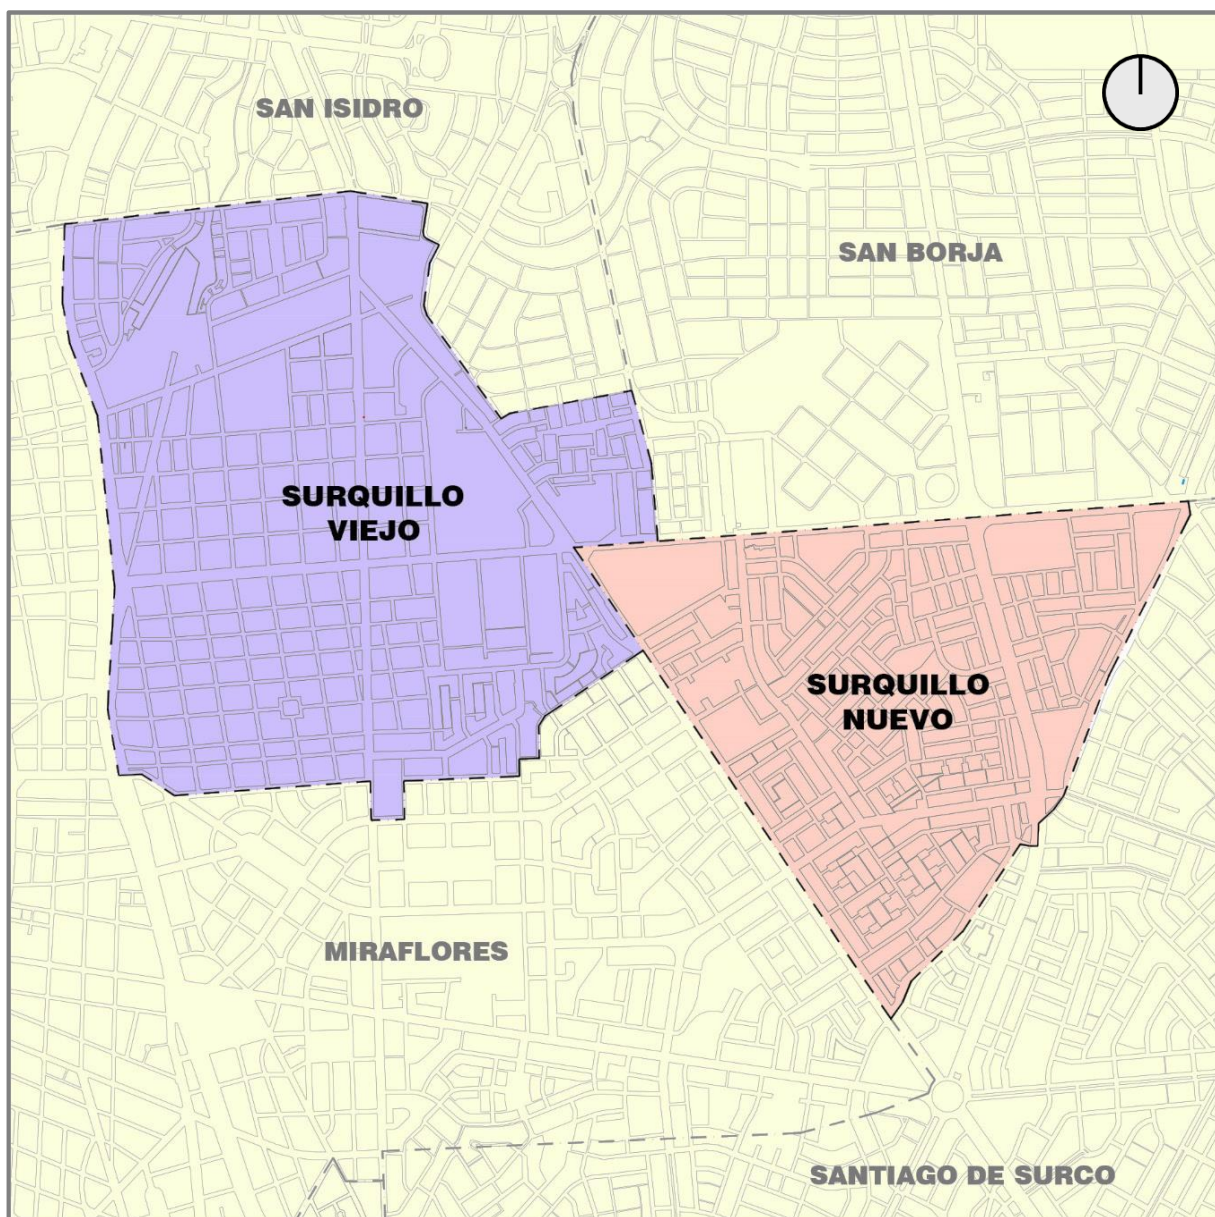 SAN ISIDRO
SAN BORJA
SURQUILLO
VIEJO
SURQUILLO
NUEVO
MIRAFLORES
SANTIAGO DE SURCO